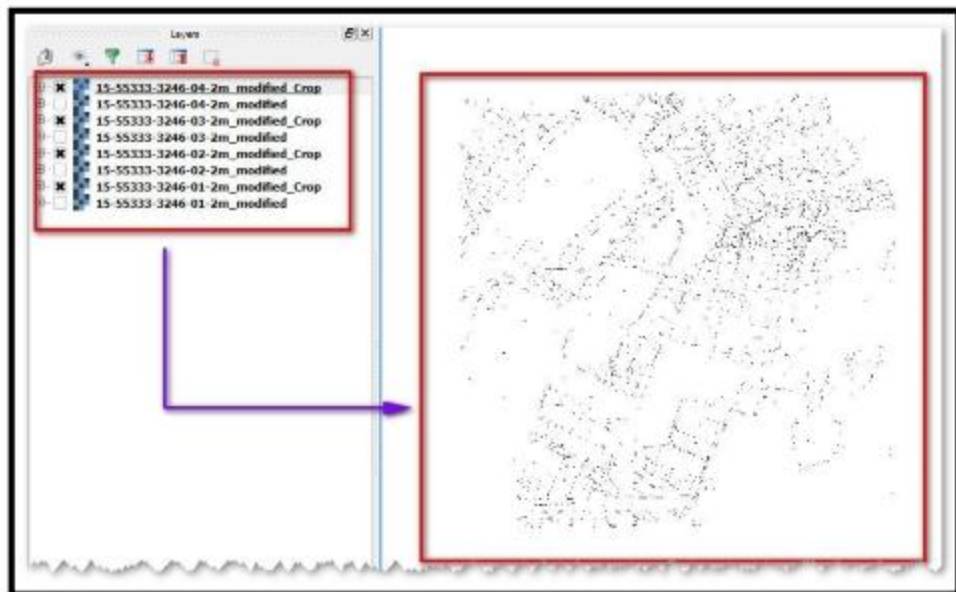 Layers
15-55333-3246-04-2m_modified_Crop
15-55333-3246-04-2m_modified
15-55333-3246-03-2m_modified_Crop
15-55333-3246-03-2m_modified
15-55333-3246-02-2m_modified_Crop
15-55333-3246-02-2m_modified
15-55333-3246-01-2m_modified_Crop
15-55333-3246-01-2m_modified